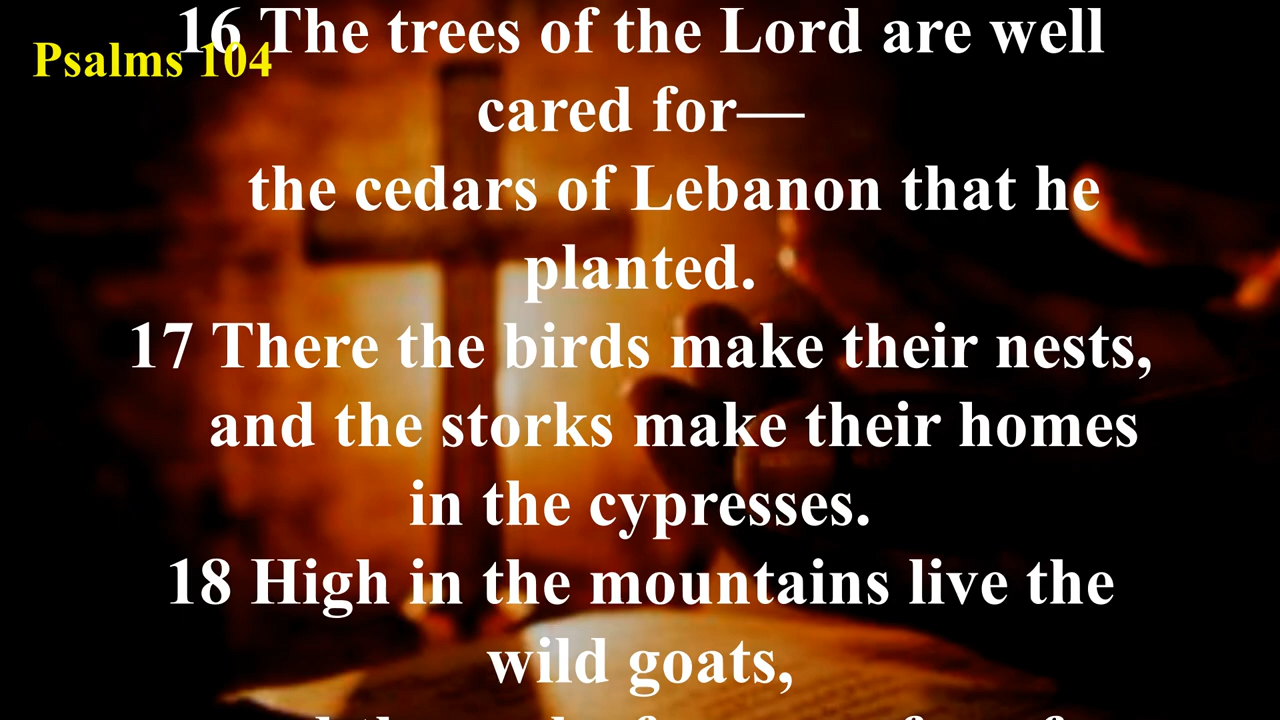 Psalms 104
16 The trees of the Lord are well
cared for—
the cedars of Lebanon that he
planted.
17 There the birds make their nests,
and the storks make their homes
in the cypresses.
18 High in the mountains live the
wild goats,